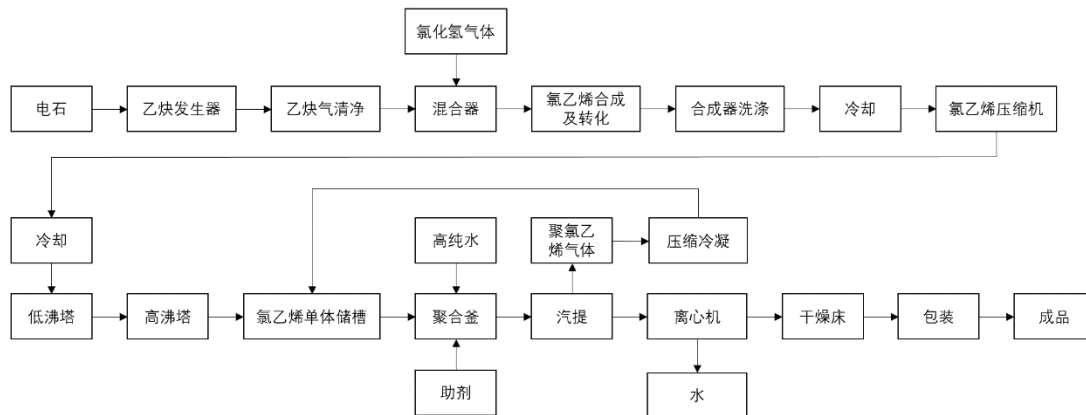 氯化氢气体
电石
乙炔发生器
乙炔气清净
混合器
氯乙烯合成
及转化
合成器洗涤
冷却
氯乙烯压缩机
冷却
高纯水
聚氯乙
烯气体
压缩冷凝
低沸塔
高沸塔
氯乙烯单体储槽
聚合釜
汽提
离心机
干燥床
包装
成品
助剂
水